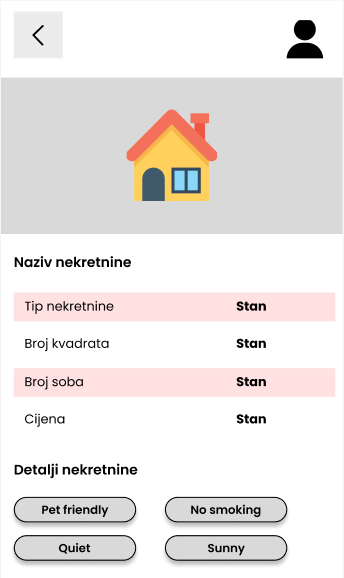 Naziv nekretnine
Tip nekretnine Stan
Broj kvadrata Stan
Broj soba Stan
Cijena Stan
Detalji nekretnine
Pet friendly No smoking
Quiet Sunny